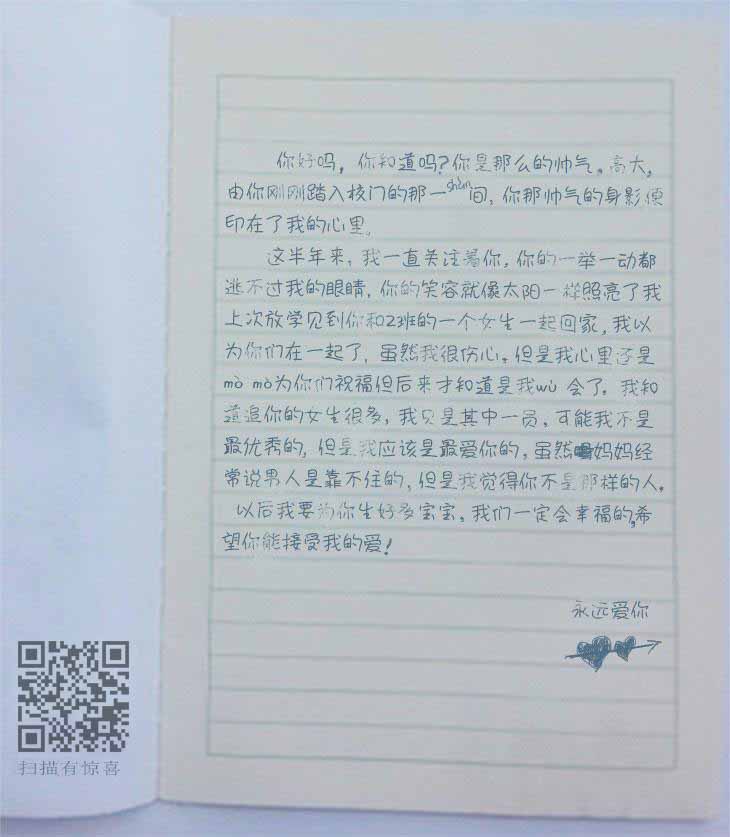 你好吗，你知道吗？你是那么的帅气。高大，
由你刚刚踏入校门的那一shùn间，你那帅气的身影便
印在了我的心里。
这半年来，我一直关注着你，你的一举一动都
逃不过我的眼睛，你的笑容就像太阳一样照亮了我
上次放学见到你和2班的一个女生一起回家，我以
为你们在一起了，虽然我很伤心。但是我心里还是
mò mò为你们祝福但后来才知道是我wù会了。我知
道追你的女生很多，我只是其中一员，可能我不是
最优秀的，但是我应该是最爱你的，虽然妈妈经
常说男人是靠不住的，但是我觉得你不是那样的人。
以后我要为你生好多宝宝，我们一定会幸福的，希
望你能接受我的爱！
永远爱你
扫描有惊喜